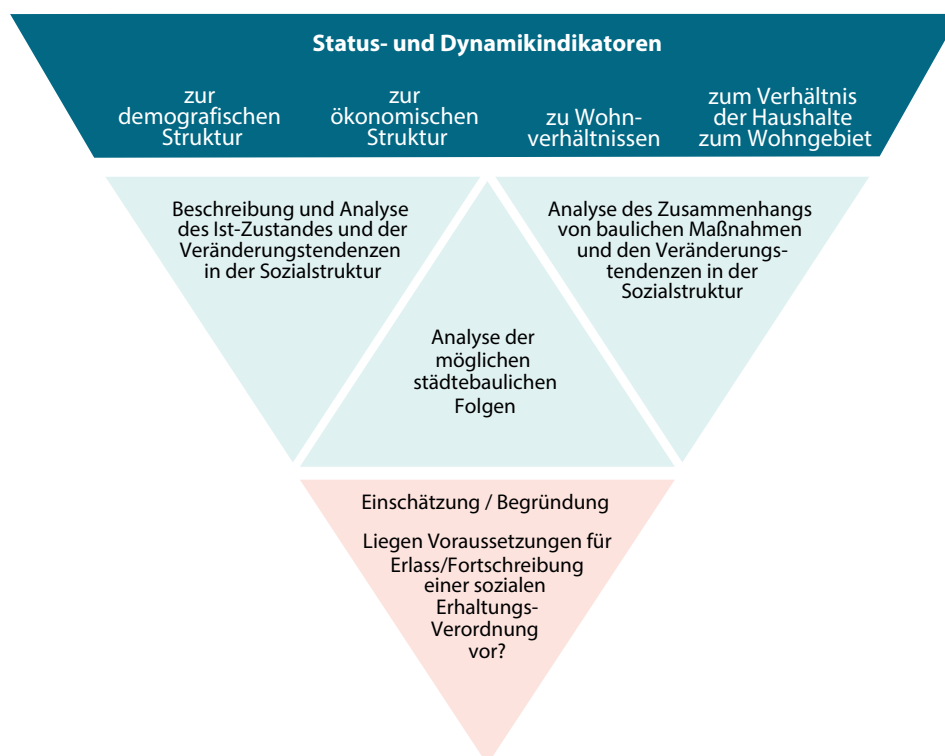 Status- und Dynamikindikatoren
zur
demografischen
Struktur
zur
ökonomischen
Struktur
zu Wohn-
verhältnissen
zum Verhältnis
der Haushalte
zum Wohngebiet
Beschreibung und Analyse
des Ist-Zustandes und der
Veränderungstendenzen
in der Sozialstruktur
Analyse des Zusammenhangs
von baulichen Maßnahmen
und den Veränderungs-
tendenzen in der
Sozialstruktur
Analyse der
möglichen
städtebaulichen
Folgen
Einschätzung / Begründung
Liegen Voraussetzungen für
Erlass/Fortschreibung
einer sozialen
Erhaltungs-
Verordnung
vor?